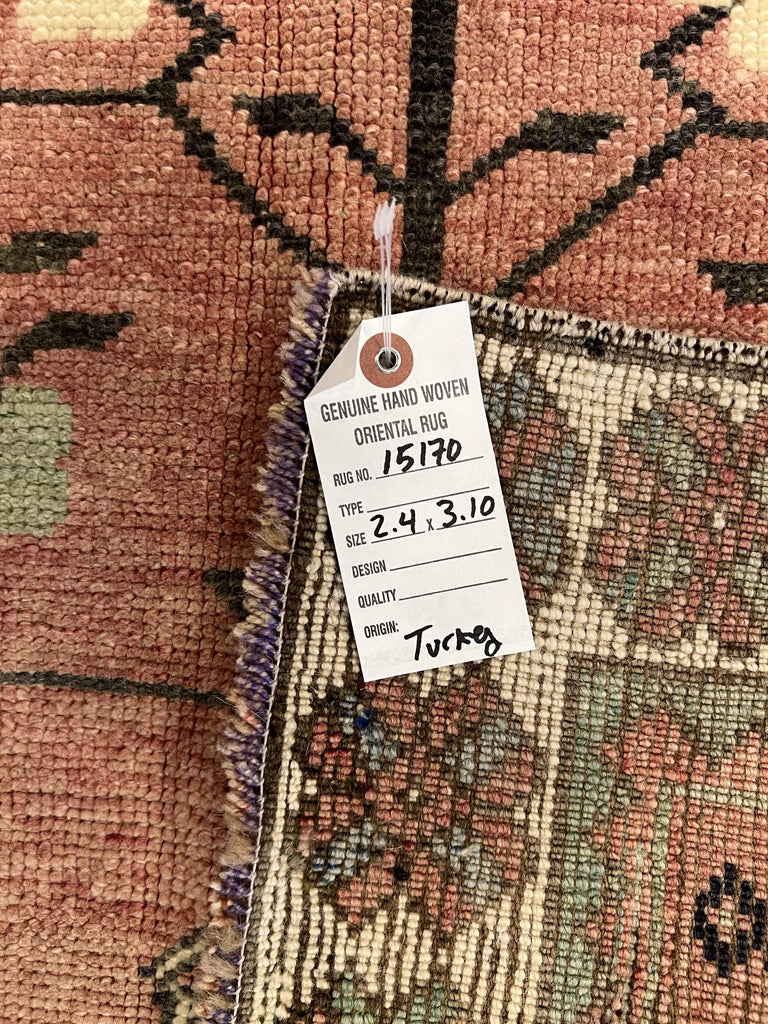 GENUINE HAND WOVEN
ORIENTAL RUG
RUG NO. 15170
TYPE
SIZE 2.4 x 3.10
DESIGN
QUALITY
ORIGIN: Turkey